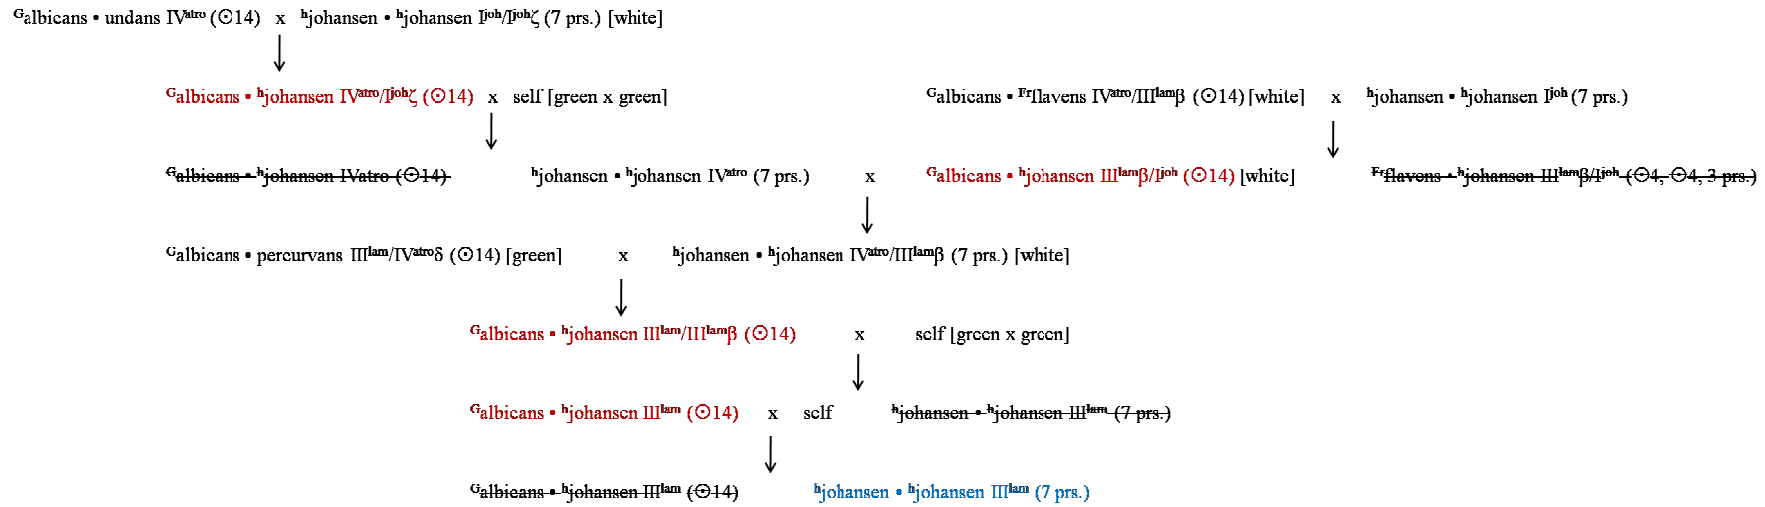 ᴳalbicans • undans IVᵃᵗʳᵒ (☉14) x ʰjohansen • ʰjohansen Iʲᵒʰ/Iʲᵒʰζ (7 prs.) [white]
ᴳalbicans • ʰjohansen IVᵃᵗʳᵒ/Iʲᵒʰζ (☉14) x self [green x green] ᴳalbicans • ᶠʳflavens IVᵃᵗʳᵒ/IIIˡᵃᵐβ (☉14) [white] x ʰjohansen • ʰjohansen Iʲᵒʰ (7 prs.)
ᴳalbicans • ʰjohansen IVatro (☉14) ʰjohansen • ʰjohansen IVᵃᵗʳᵒ (7 prs.) x ᴳalbicans • ʰjohansen IIIˡᵃᵐβ/Iʲᵒʰ (☉14) [white] ᶠʳflavens • ʰjohansen IIIˡᵃᵐβ/Iʲᵒʰ (☉4, ☉4, 3 prs.)
ᴳalbicans • percurvans IIIˡᵃᵐ/IVᵃᵗʳᵒδ (☉14) [green] x ʰjohansen • ʰjohansen IVᵃᵗʳᵒ/IIIˡᵃᵐβ (7 prs.) [white]
ᴳalbicans • ʰjohansen IIIˡᵃᵐ/IIIˡᵃᵐβ (☉14) x self [green x green]
ᴳalbicans • ʰjohansen IIIˡᵃᵐ (☉14) x self ʰjohansen • ʰjohansen IIIˡᵃᵐ (7 prs.)
ᴳalbicans • ʰjohansen IIIˡᵃᵐ (☉14) ʰjohansen • ʰjohansen IIIˡᵃᵐ (7 prs.)